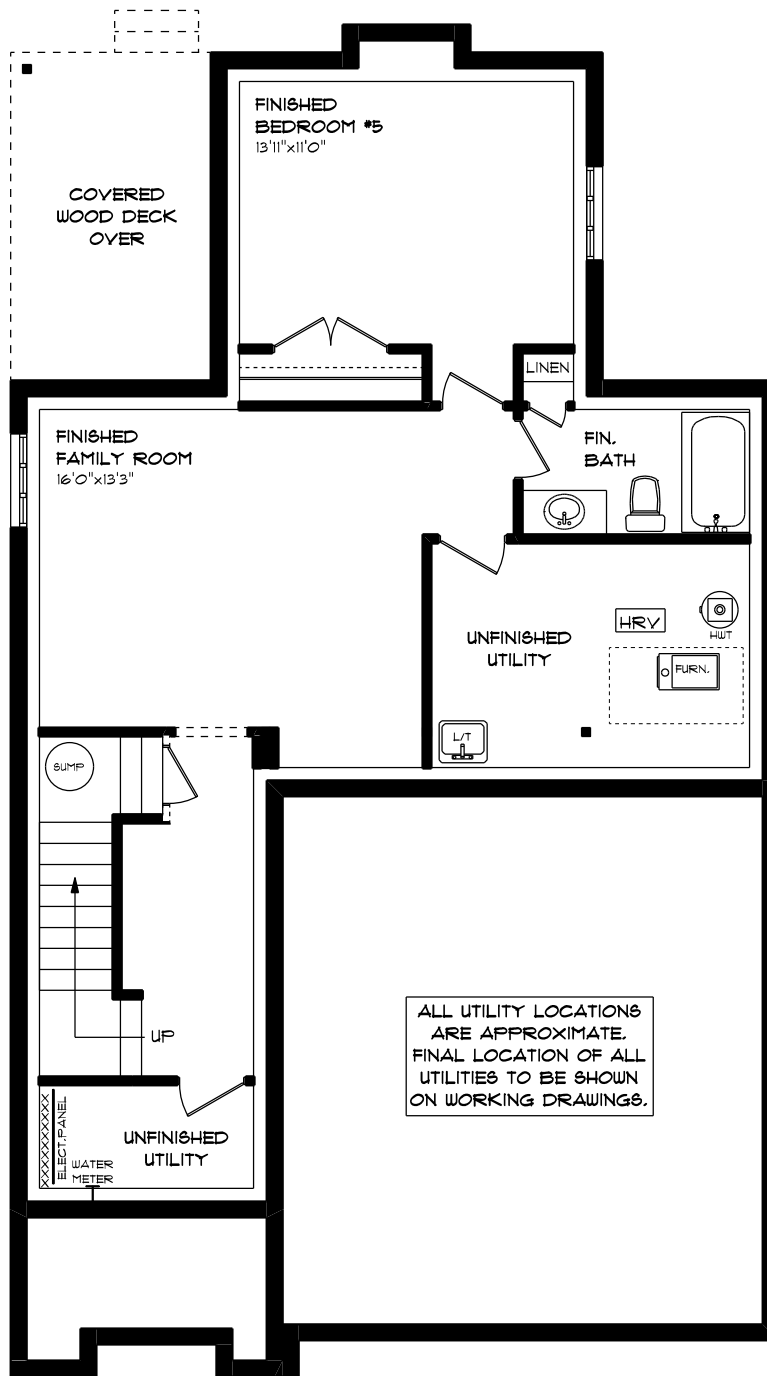 FINISHED
BEDROOM #5
13'11"x11'0"
COVERED
WOOD DECK
OVER
LINEN
FINISHED
FAMILY ROOM
16'0"x13'3"
FIN.
BATH
UNFINISHED
UTILITY
HRV
HWT
FURN.
L/T
SUMP
UP
ALL UTILITY LOCATIONS
ARE APPROXIMATE.
FINAL LOCATION OF ALL
UTILITIES TO BE SHOWN
ON WORKING DRAWINGS.
ELECT.PANEL
UNFINISHED
UTILITY
WATER
METER